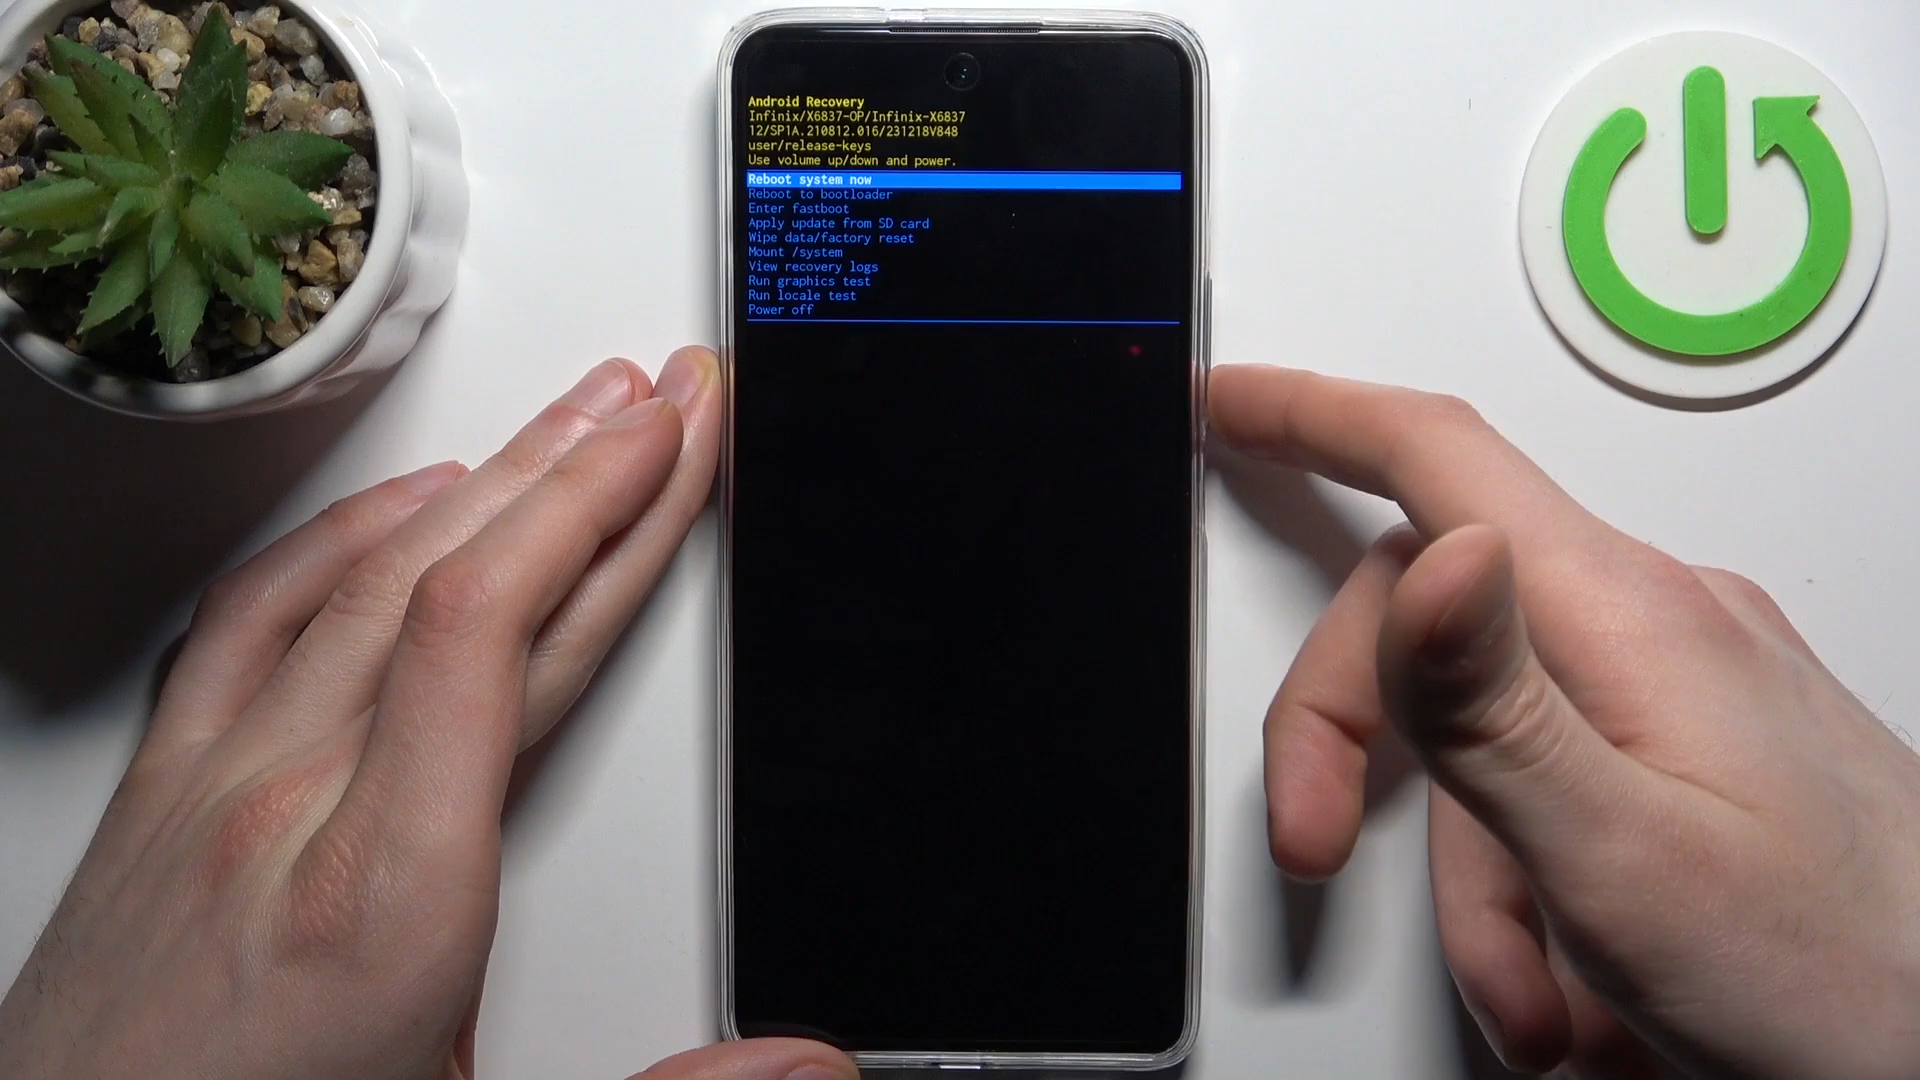 Android Recovery
Infinix/X6837-OP/Infinix-X6837
12/SP1A.210812.016/231218V848
user/release-keys
Use volume up/down and power.
Reboot system now
Reboot to bootloader
Enter fastboot
Apply update from SD card
Wipe data/factory reset
Mount /system
View recovery logs
Run graphics test
Run locale test
Power off